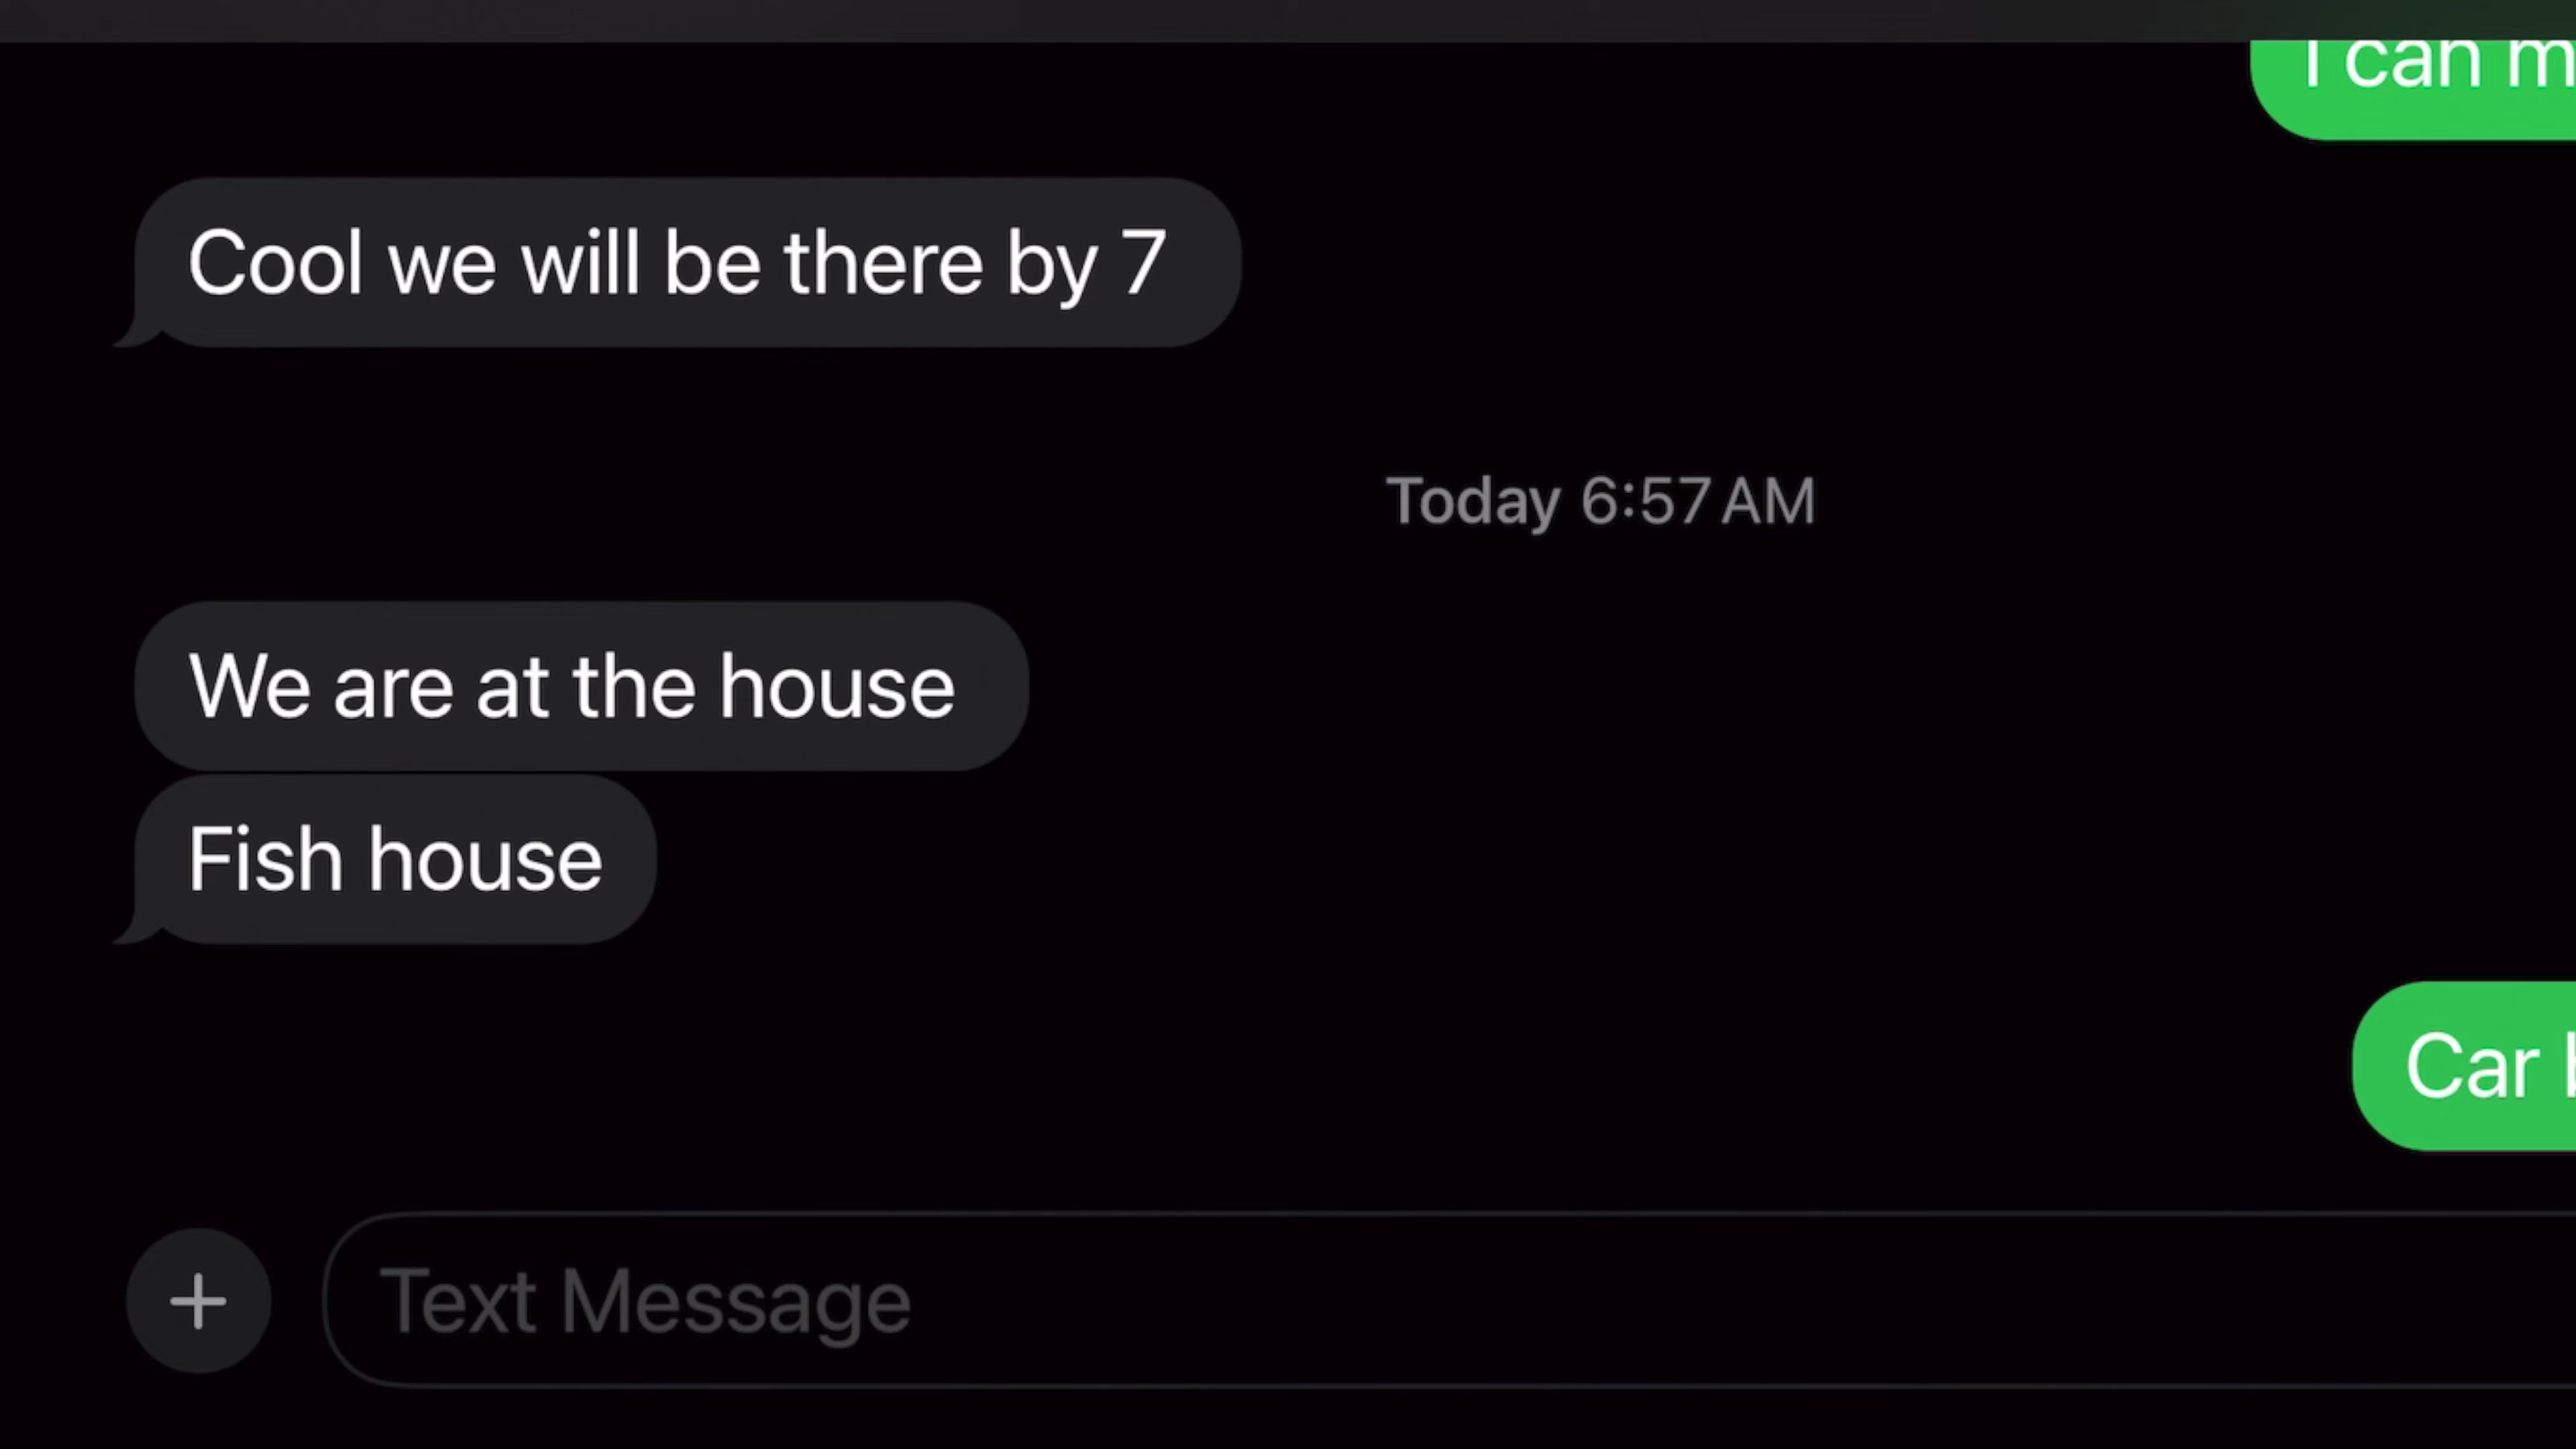 I can
Cool we will be there by 7
Today 6:57 AM
We are at the house
Fish house
Car
Text Message